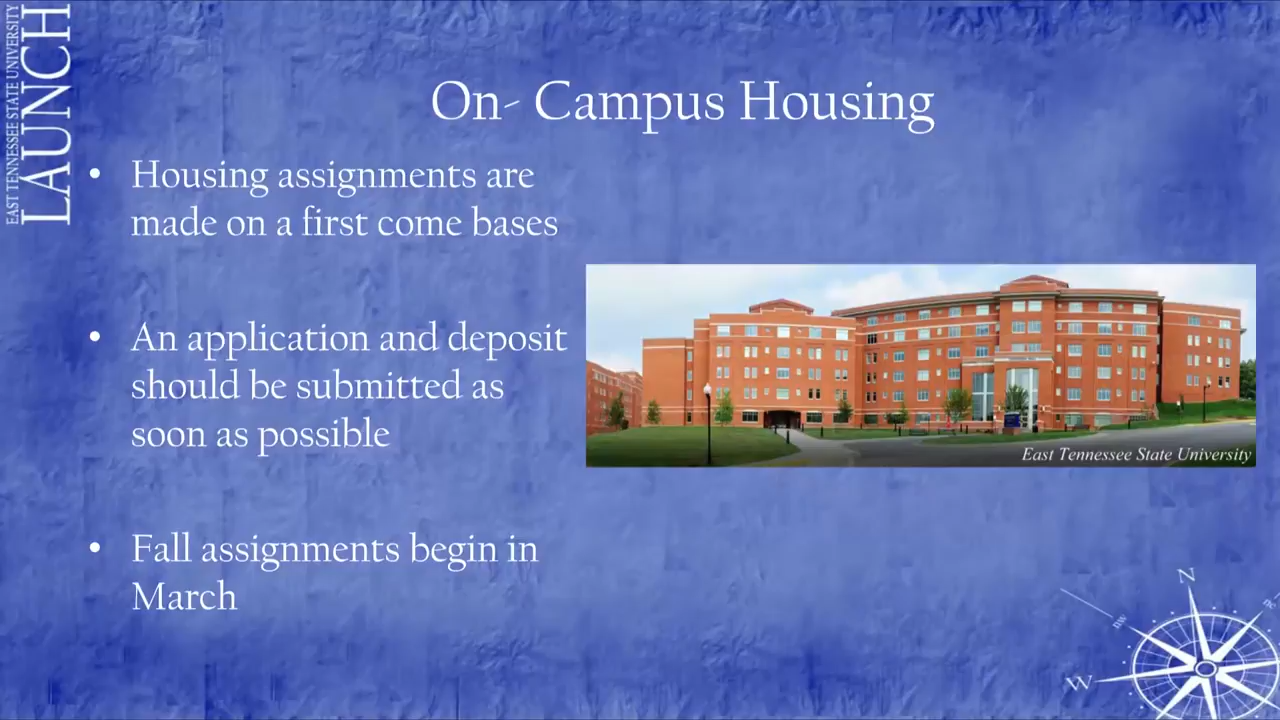 EAST TENNESSEE STATE UNIVERSITY
LAUNCH
On- Campus Housing
• Housing assignments are
made on a first come bases
• An application and deposit
should be submitted as
soon as possible
• Fall assignments begin in
March
East Tennessee State University
N
nw
R
W